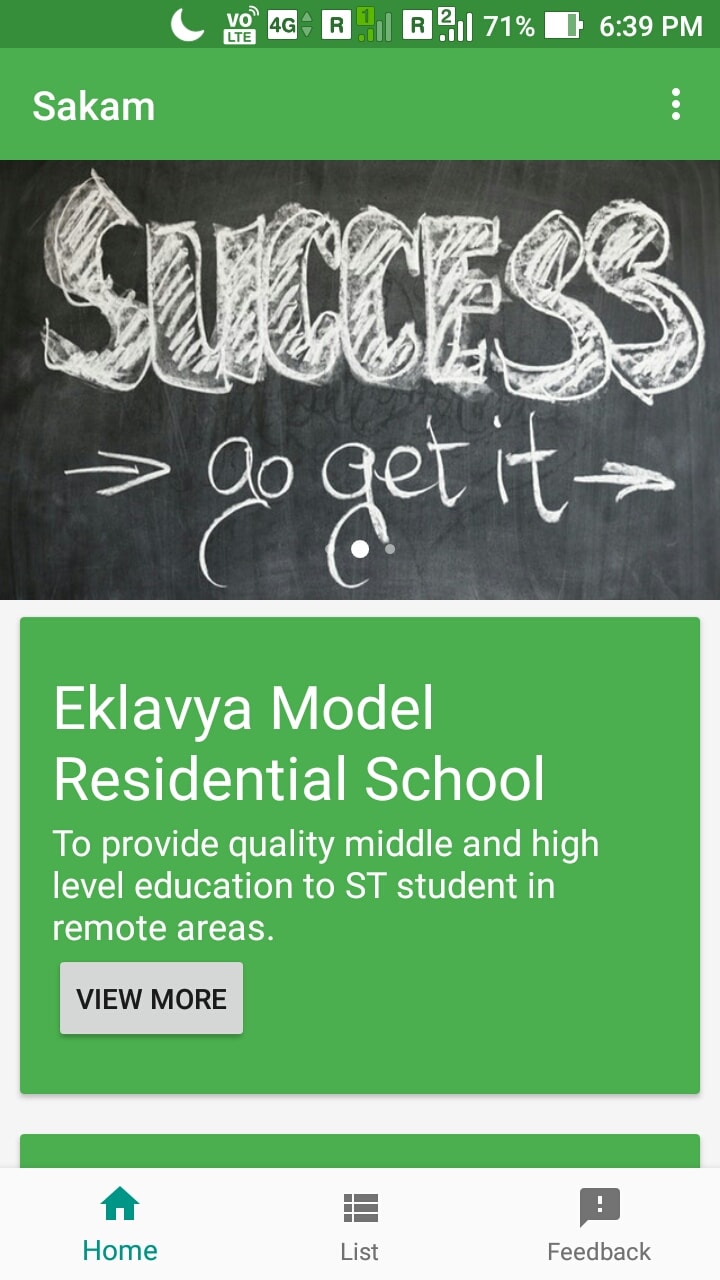 VO LTE 4G R 1 R 2 71% 6:39 PM
Sakam
SUCCESS
→ go get it →
Eklavya Model
Residential School
To provide quality middle and high
level education to ST student in
remote areas.
VIEW MORE
Home List Feedback